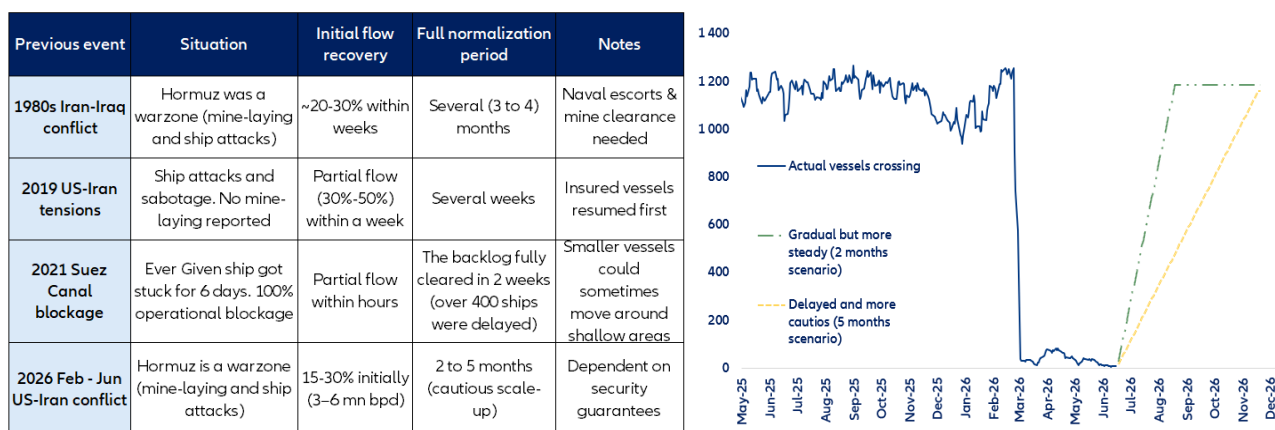 Previous event
Situation
Initial flow
recovery
Full normalization
period
Notes
1980s Iran-Iraq
conflict
Hormuz was a
warzone (mine-laying
and ship attacks)
~20-30% within
weeks
Several (3 to 4)
months
Naval escorts &
mine clearance
needed
2019 US-Iran
tensions
Ship attacks and
sabotage. No mine-
laying reported
Partial flow
(30%-50%)
within a week
Several weeks
Insured vessels
resumed first
2021 Suez
Canal
blockage
Ever Given ship got
stuck for 6 days. 100%
operational blockage
Partial flow
within hours
The backlog fully
cleared in 2 weeks
(over 400 ships
were delayed)
Smaller vessels
could
sometimes
move around
shallow areas
2026 Feb - Jun
US-Iran conflict
Hormuz is a warzone
(mine-laying and ship
attacks)
15-30% initially
(3–6 mn bpd)
2 to 5 months
(cautious scale-
up)
Dependent on
security
guarantees
1 400
1 200
1 000
800
600
400
200
0
Actual vessels crossing
Gradual but more
steady (2 months
scenario)
Delayed and more
cautios (5 months
scenario)
May-25
Jun-25
Jul-25
Aug-25
Sep-25
Oct-25
Nov-25
Dec-25
Jan-26
Feb-26
Mar-26
Apr-26
May-26
Jun-26
Jul-26
Aug-26
Sep-26
Oct-26
Nov-26
Dec-26